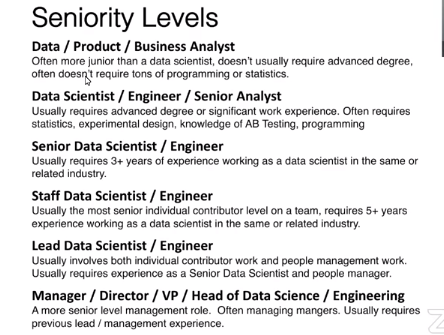 Seniority Levels
Data / Product / Business Analyst
Often more junior than a data scientist, doesn't usually require advanced degree,
often doesn't require tons of programming or statistics.
Data Scientist / Engineer / Senior Analyst
Usually requires advanced degree or significant work experience. Often requires
statistics, experimental design, knowledge of AB Testing, programming
Senior Data Scientist / Engineer
Usually requires 3+ years of experience working as a data scientist in the same or
related industry.
Staff Data Scientist / Engineer
Usually the most senior individual contributor level on a team, requires 5+ years
experience working as a data scientist in the same or related industry.
Lead Data Scientist / Engineer
Usually involves both individual contributor work and people management work.
Usually requires experience as a Senior Data Scientist and people manager.
Manager / Director / VP / Head of Data Science / Engineering
A more senior level management role. Often managing mangers. Usually requires
previous lead / management experience.